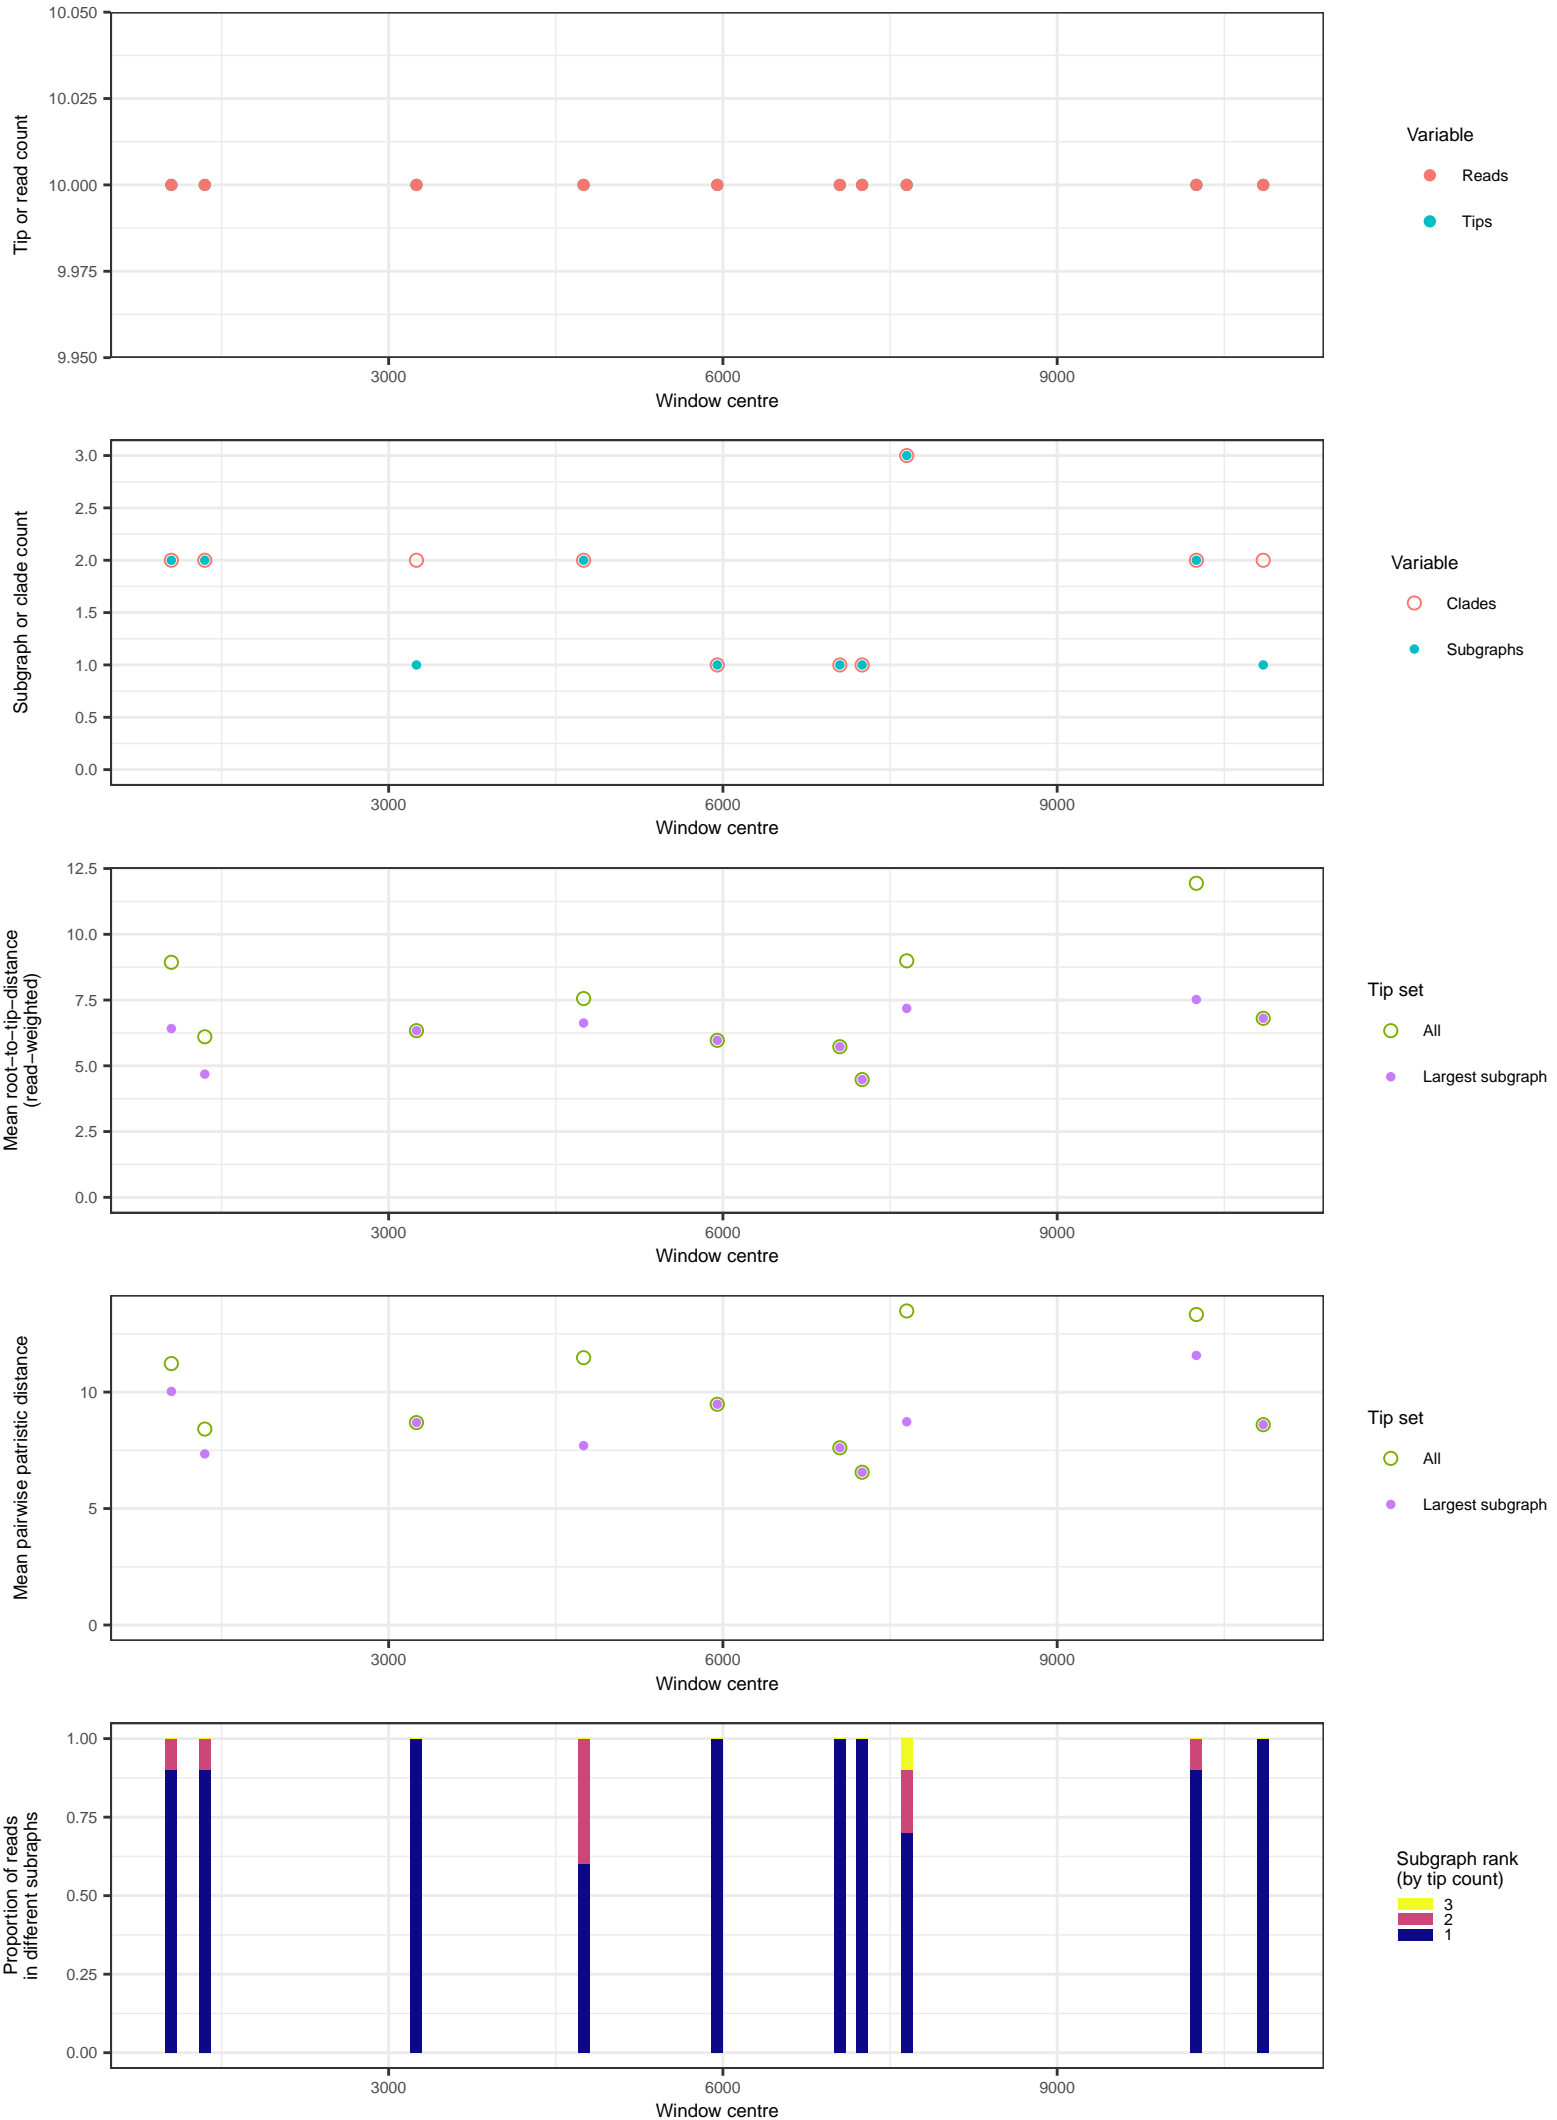 10.050
10.025
10.000
9.975
9.950
Tip or read count
3000 6000 9000
Window centre
Variable
Reads
Tips
3.0
2.5
2.0
1.5
1.0
0.5
0.0
Subgraph or clade count
3000 6000 9000
Window centre
Variable
Clades
Subgraphs
12.5
10.0
7.5
5.0
2.5
0.0
Mean root−to−tip−distance
(read−weighted)
3000 6000 9000
Window centre
Tip set
All
Largest subgraph
10
5
0
Mean pairwise patristic distance
3000 6000 9000
Window centre
Tip set
All
Largest subgraph
1.00
0.75
0.50
0.25
0.00
Proportion of reads
in different subraphs
3000 6000 9000
Window centre
Subgraph rank
(by tip count)
3
2
1